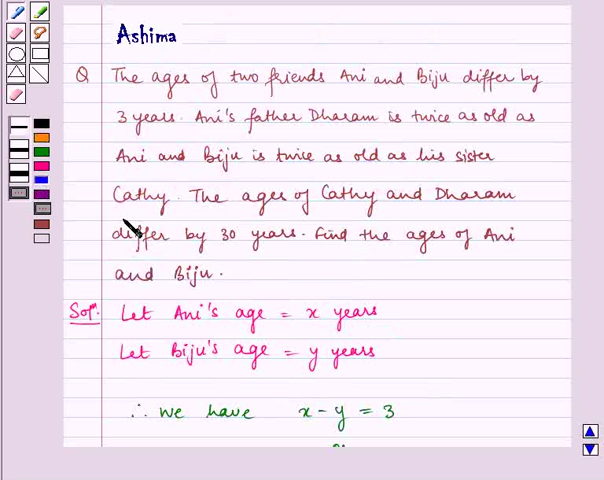 Ashima
Q The ages of two friends Ani and Biju differ by
3 years. Ani's father Dharam is twice as old as
Ani and Biju is twice as old as his sister
Cathy. The ages of Cathy and Dharam
differ by 30 years. Find the ages of Ani
and Biju.
Soln. Let Ani's age = x years
Let Biju's age = y years
∴ we have x - y = 3